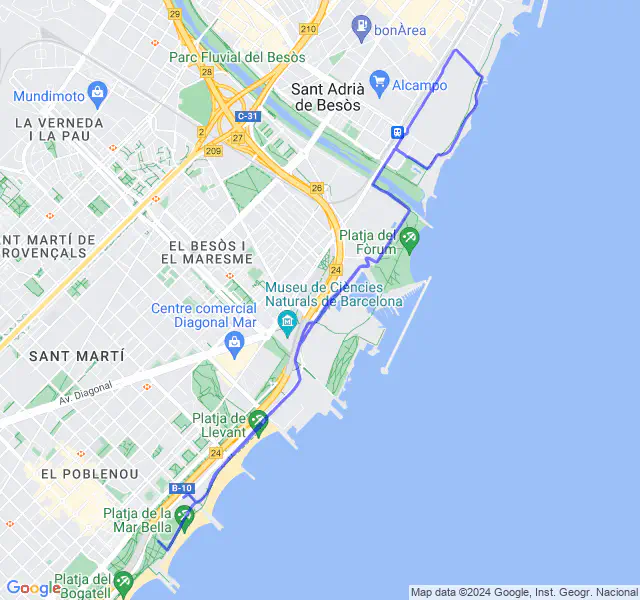 29
210
bonÀrea
Parc Fluvial del Besòs
28
Sant Adrià
de Besòs
Alcampo
Mundimoto
C-31
LA VERNEDA
I LA PAU
2
27
209
26
NT MARTÍ DE
ROVENÇALS
EL BESÒS I
EL MARESME
Platja del
Fòrum
24
Museu de Ciències
Naturals de Barcelona
Centre comercial
Diagonal Mar
SANT MARTÍ
Av. Diagonal
Platja de
Llevant
24
EL POBLENOU
B-10
Platja de la
Mar Bella
Platja del
Bogatell
Google
Map data ©2024 Google, Inst. Geogr. Nacional